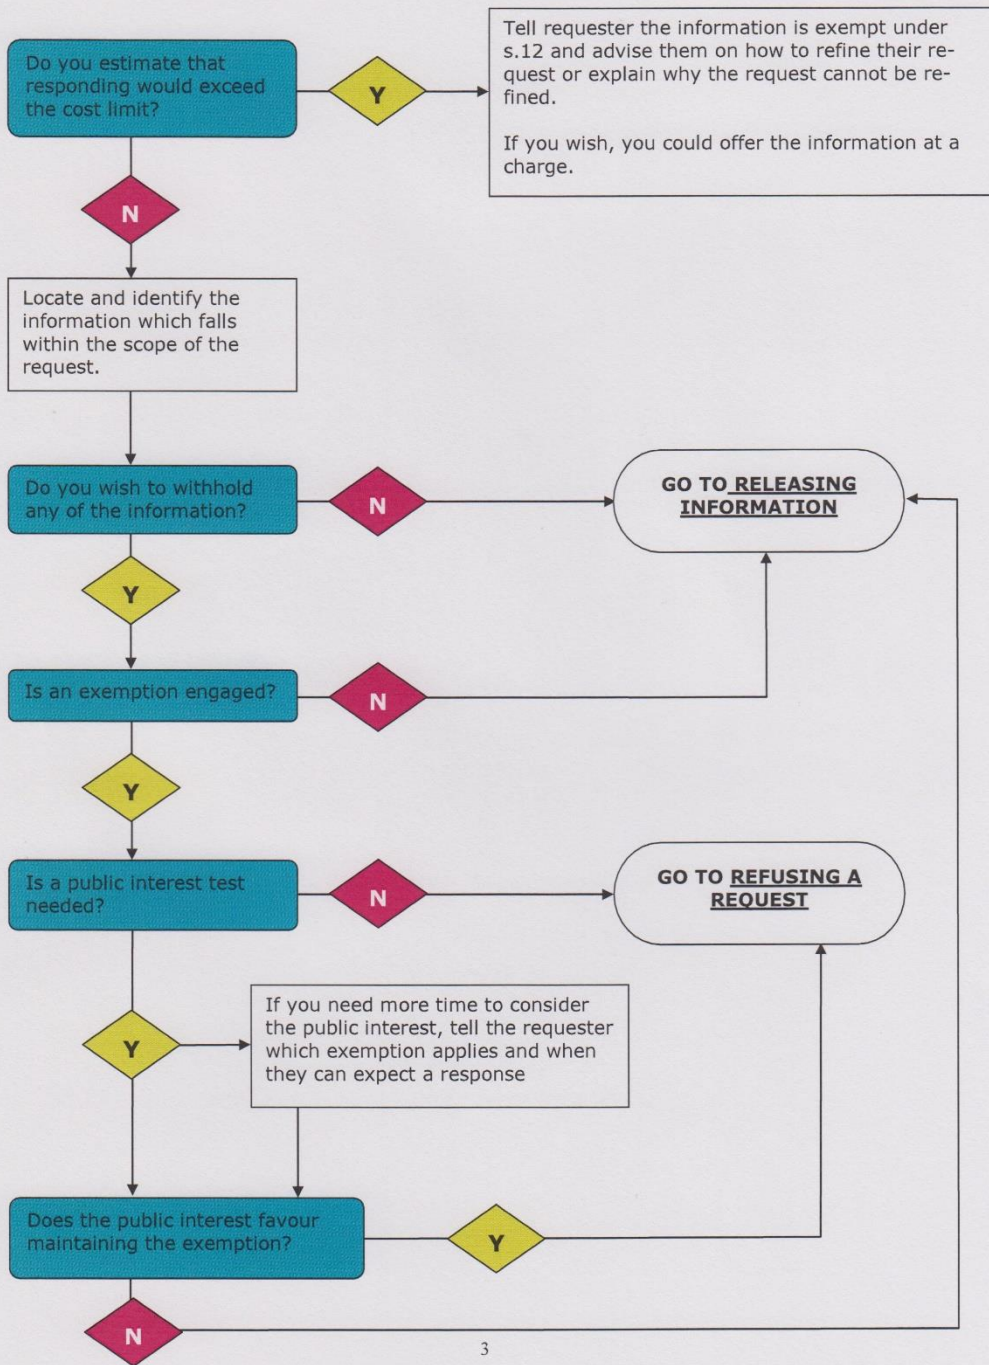 Do you estimate that
responding would exceed
the cost limit?
Y
Tell requester the information is exempt under
s.12 and advise them on how to refine their re-
quest or explain why the request cannot be re-
fined.
If you wish, you could offer the information at a
charge.
N
Locate and identify the
information which falls
within the scope of the
request.
Do you wish to withhold
any of the information?
N
GO TO RELEASING
INFORMATION
Y
Is an exemption engaged?
N
Y
Is a public interest test
needed?
N
GO TO REFUSING A
REQUEST
Y
If you need more time to consider
the public interest, tell the requester
which exemption applies and when
they can expect a response
Does the public interest favour
maintaining the exemption?
Y
N
3